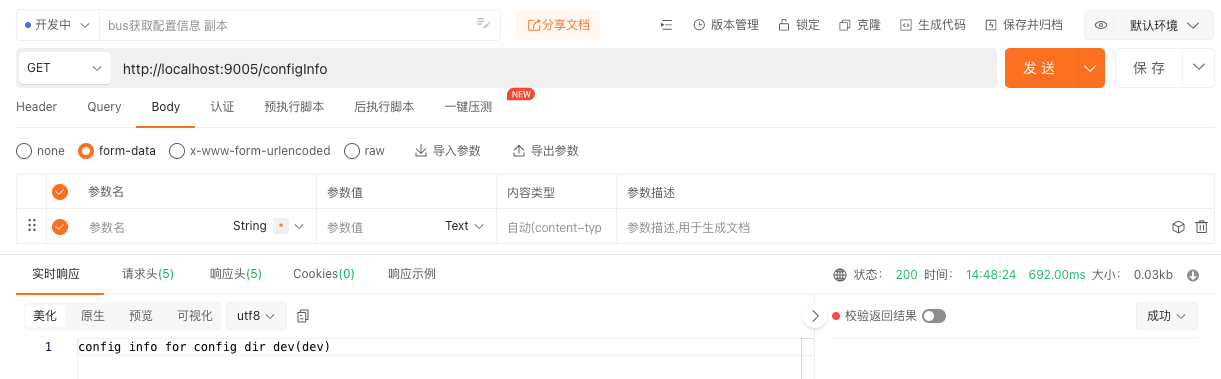 开发中 bus获取配置信息 副本 分享文档 版本管理 锁定 克隆 生成代码 保存并归档 默认环境
GET http://localhost:9005/configInfo 发 送 保 存
Header Query Body 认证 预执行脚本 后执行脚本 一键压测 NEW
none form-data x-www-form-urlencoded raw 导入参数 导出参数
参数名 参数值 内容类型 参数描述
参数名 String * 参数值 Text 自动(content-typ 参数描述,用于生成文档
实时响应 请求头(5) 响应头(5) Cookies(0) 响应示例 状态: 200 时间: 14:48:24 692.00ms 大小: 0.03kb
美化 原生 预览 可视化 utf8 校验返回结果 成功
1 config info for config dir dev(dev)